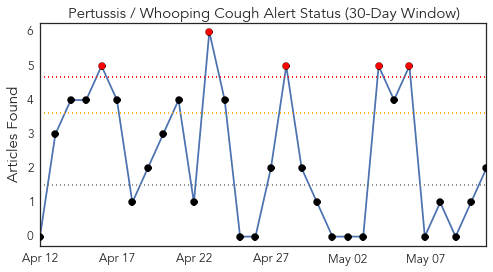 Pertussis / Whooping Cough Alert Status (30-Day Window)
Articles Found
6
5
4
3
2
1
0
Apr 12
Apr 17
Apr 22
Apr 27
May 02
May 07